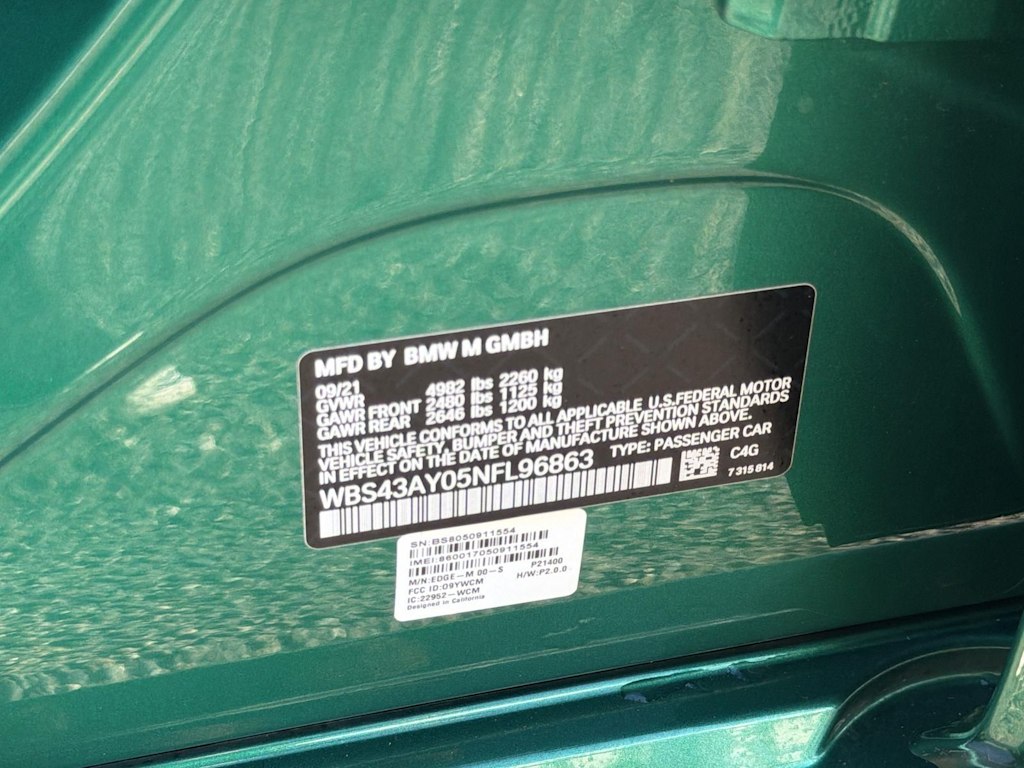 MFD BY BMW M GMBH
09/21
GVWR 4982 lbs 2260 kg
GAWR FRONT 2480 lbs 1125 kg
GAWR REAR 2646 lbs 1200 kg
THIS VEHICLE CONFORMS TO ALL APPLICABLE U.S.FEDERAL MOTOR
VEHICLE SAFETY, BUMPER AND THEFT PREVENTION STANDARDS
IN EFFECT ON THE DATE OF MANUFACTURE SHOWN ABOVE.
WBS43AY05NFL96863 TYPE: PASSENGER CAR
C4G
7 315 814
SN:BS8050911554
IMEI:860017050911554
M/N:EDGE-M 00-S P21400
FCC ID:09YWCM H/W:P2.0.0
IC:22952-WCM
Designed in California